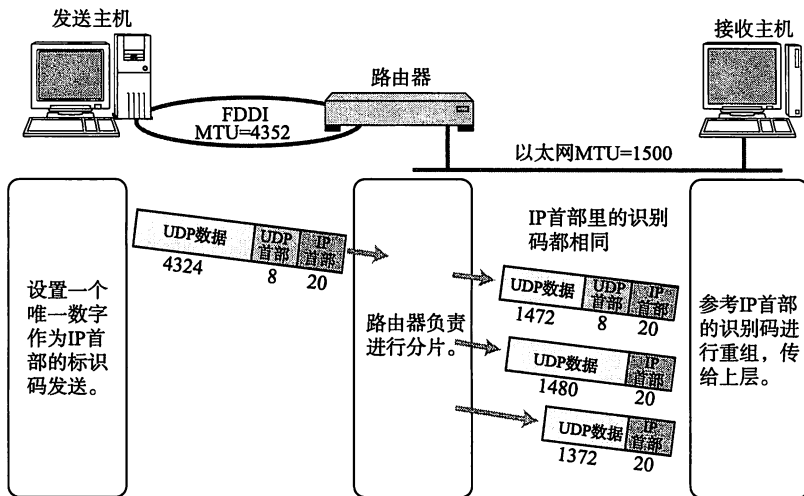 发送主机
接收主机
路由器
FDDI
MTU=4352
以太网MTU=1500
设置一个
唯一数字
作为IP首
部的标识
码发送。
UDP数据
UDP
首部
IP
首部
4324
8
20
路由器负责
进行分片。
IP首部里的识别
码都相同
UDP数据
UDP
首部
IP
首部
1472
8
20
UDP数据
IP
首部
1480
20
UDP数据
IP
首部
1372
20
参考IP首部
的识别码进
行重组，传
给上层。